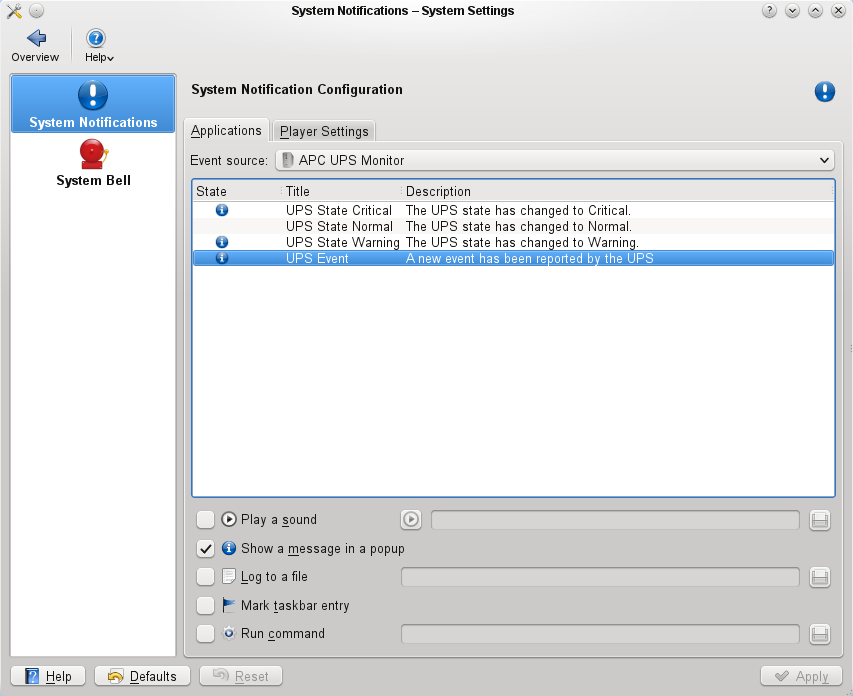 System Notifications – System Settings
Overview
Help
System Notifications
System Bell
System Notification Configuration
Applications
Player Settings
Event source: APC UPS Monitor
State Title Description
UPS State Critical The UPS state has changed to Critical.
UPS State Normal The UPS state has changed to Normal.
UPS State Warning The UPS state has changed to Warning.
UPS Event A new event has been reported by the UPS
Play a sound
Show a message in a popup
Log to a file
Mark taskbar entry
Run command
Help Defaults Reset Apply